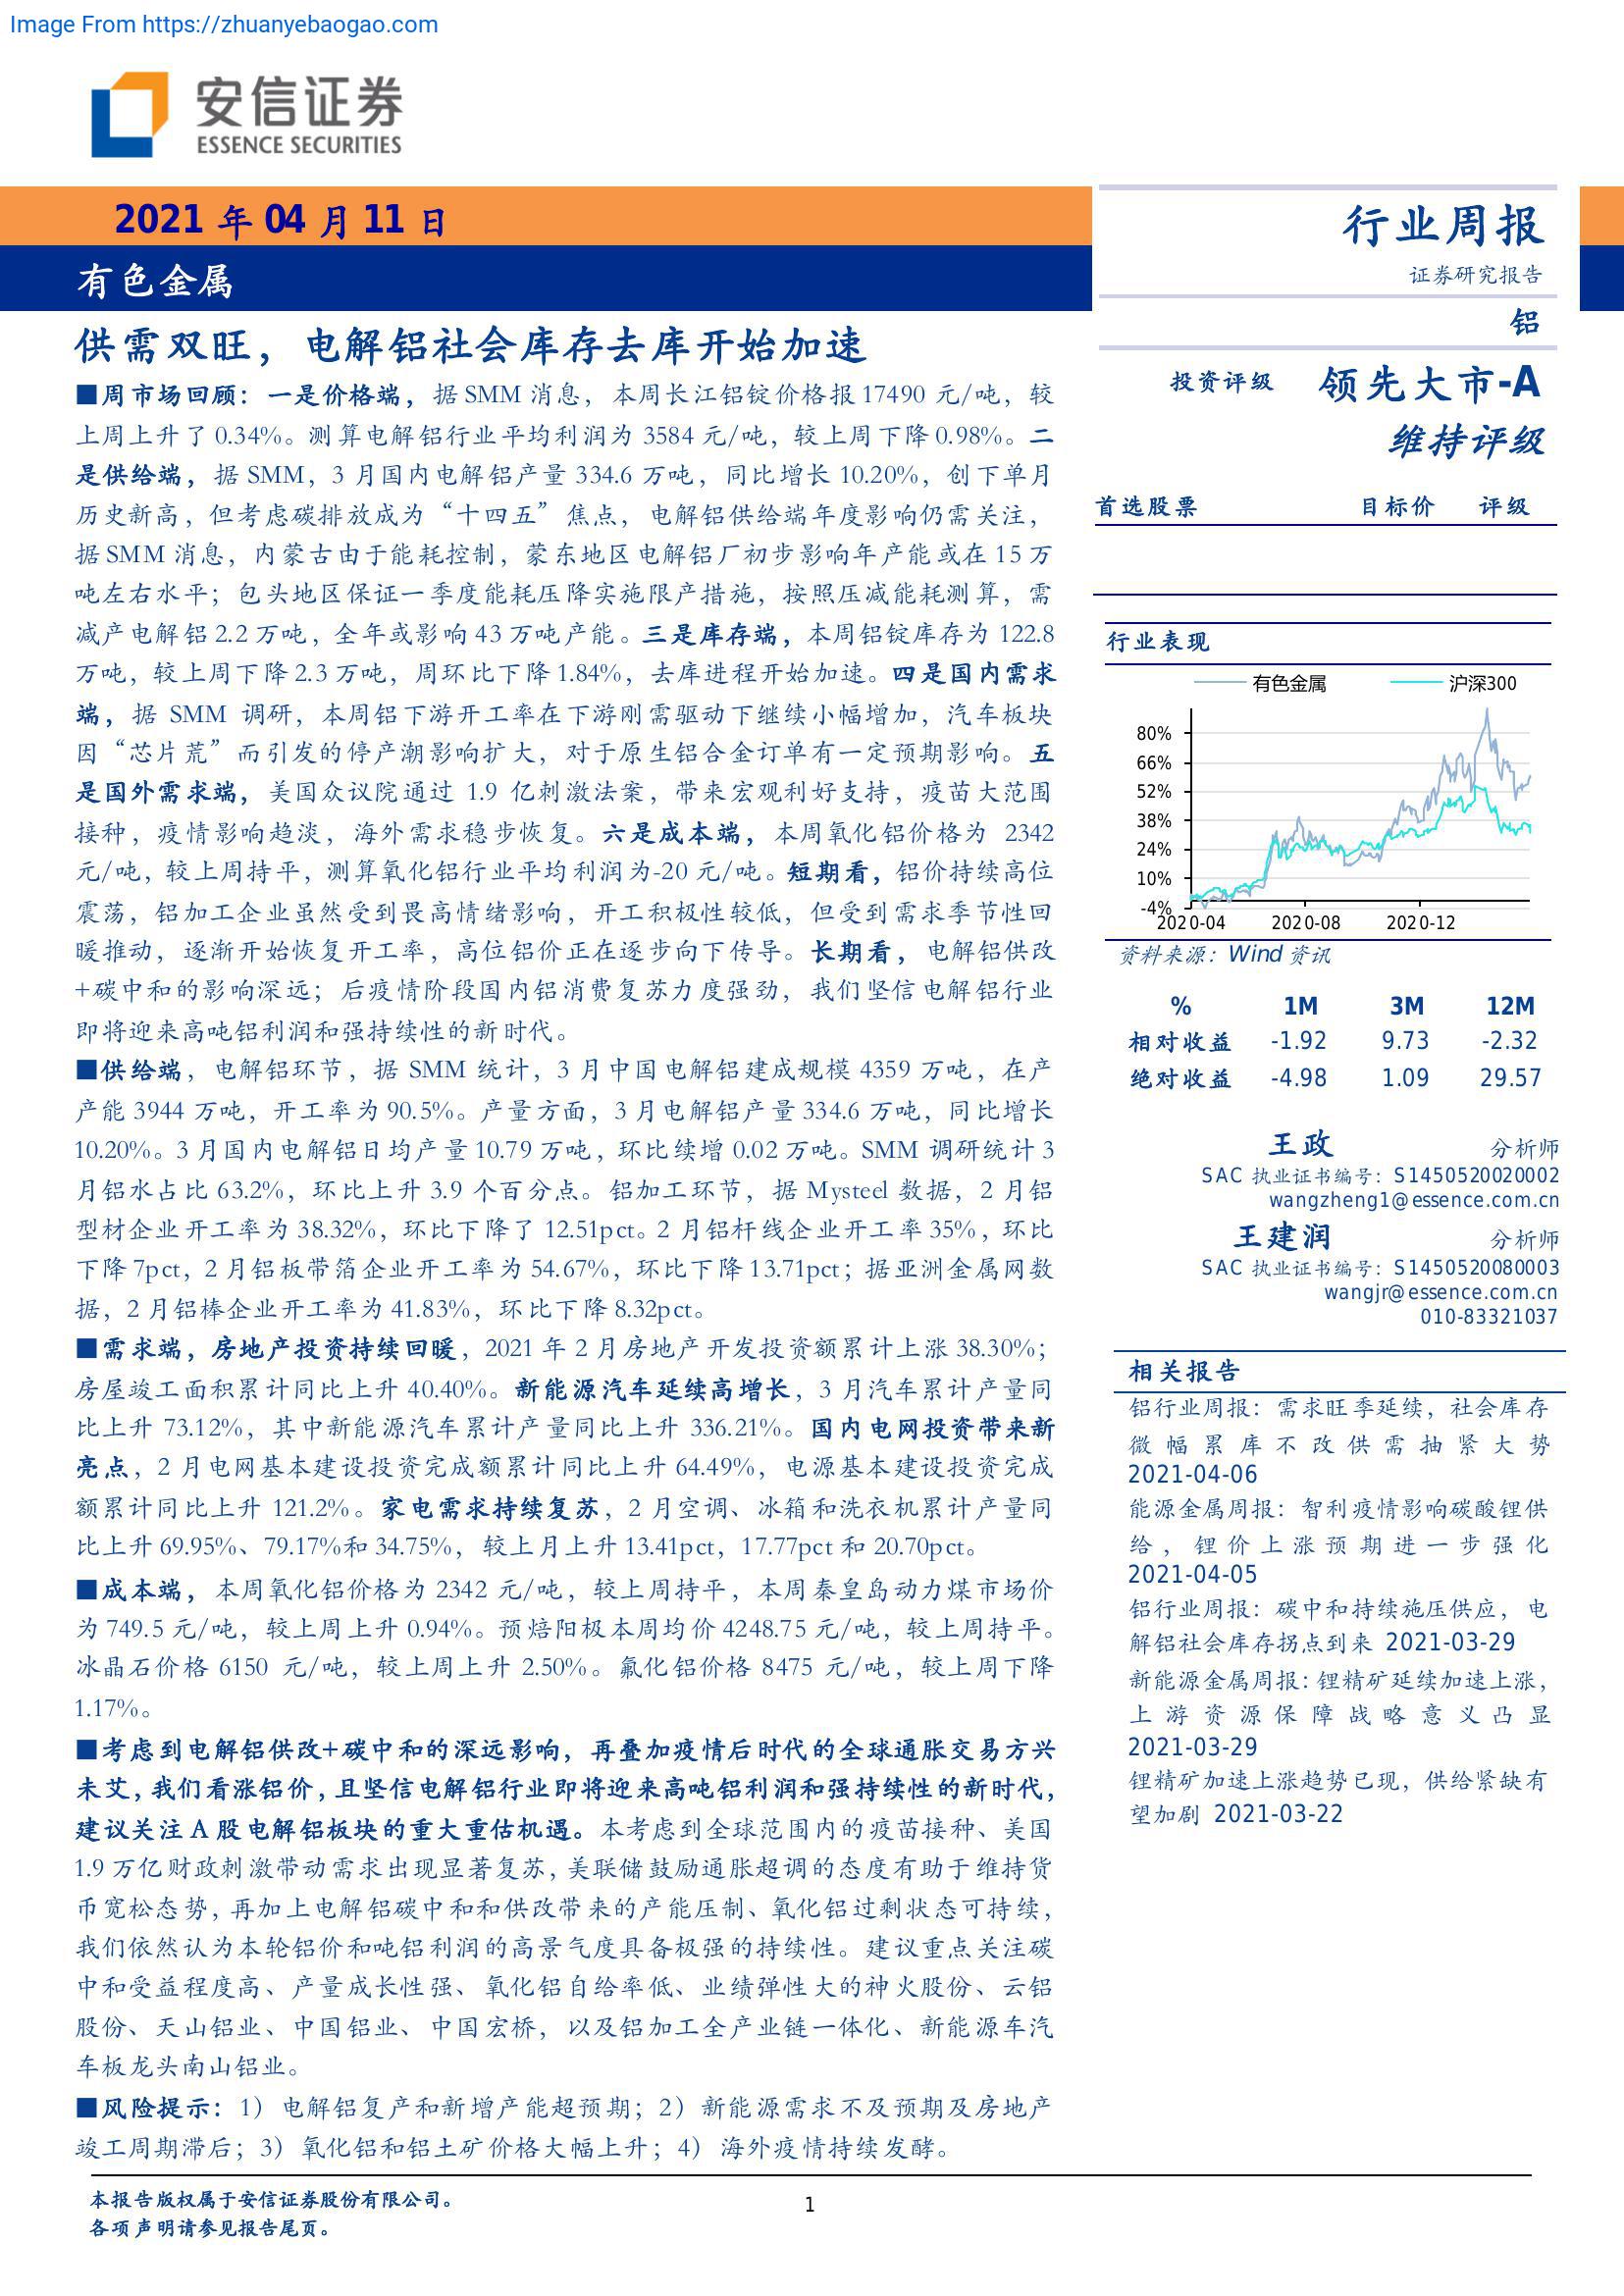 Image From https://zhuanyebaogao.com
安信证券
ESSENCE SECURITIES
2021 年 04 月 11 日
有色金属
供需双旺，电解铝社会库存去库开始加速
■周市场回顾：一是价格端，据 SMM 消息，本周长江铝锭价格报 17490 元/吨，较
上周上升了 0.34%。测算电解铝行业平均利润为 3584 元/吨，较上周下降 0.98%。二
是供给端，据 SMM，3 月国内电解铝产量 334.6 万吨，同比增长 10.20%，创下单月
历史新高，但考虑碳排放成为“十四五”焦点，电解铝供给端年度影响仍需关注，
据 SMM 消息，内蒙古由于能耗控制，蒙东地区电解铝厂初步影响年产能或在 15 万
吨左右水平；包头地区保证一季度能耗压降实施限产措施，按照压减能耗测算，需
减产电解铝 2.2 万吨，全年或影响 43 万吨产能。三是库存端，本周铝锭库存为 122.8
万吨，较上周下降 2.3 万吨，周环比下降 1.84%，去库进程开始加速。四是国内需求
端，据 SMM 调研，本周铝下游开工率在下游刚需驱动下继续小幅增加，汽车板块
因“芯片荒”而引发的停产潮影响扩大，对于原生铝合金订单有一定预期影响。五
是国外需求端，美国众议院通过 1.9 亿刺激法案，带来宏观利好支持，疫苗大范围
接种，疫情影响趋淡，海外需求稳步恢复。六是成本端，本周氧化铝价格为 2342
元/吨，较上周持平，测算氧化铝行业平均利润为-20 元/吨。短期看，铝价持续高位
震荡，铝加工企业虽然受到畏高情绪影响，开工积极性较低，但受到需求季节性回
暖推动，逐渐开始恢复开工率，高位铝价正在逐步向下传导。长期看，电解铝供改
+碳中和的影响深远；后疫情阶段国内铝消费复苏力度强劲，我们坚信电解铝行业
即将迎来高吨铝利润和强持续性的新时代。
■供给端，电解铝环节，据 SMM 统计，3 月中国电解铝建成规模 4359 万吨，在产
产能 3944 万吨，开工率为 90.5%。产量方面，3 月电解铝产量 334.6 万吨，同比增长
10.20%。3 月国内电解铝日均产量 10.79 万吨，环比续增 0.02 万吨。SMM 调研统计 3
月铝水占比 63.2%，环比上升 3.9 个百分点。铝加工环节，据 Mysteel 数据，2 月铝
型材企业开工率为 38.32%，环比下降了 12.51pct。2 月铝杆线企业开工率 35%，环比
下降 7pct，2 月铝板带箔企业开工率为 54.67%，环比下降 13.71pct；据亚洲金属网数
据，2 月铝棒企业开工率为 41.83%，环比下降 8.32pct。
■需求端，房地产投资持续回暖，2021 年 2 月房地产开发投资额累计上涨 38.30%；
房屋竣工面积累计同比上升 40.40%。新能源汽车延续高增长，3 月汽车累计产量同
比上升 73.12%，其中新能源汽车累计产量同比上升 336.21%。国内电网投资带来新
亮点，2 月电网基本建设投资完成额累计同比上升 64.49%，电源基本建设投资完成
额累计同比上升 121.2%。家电需求持续复苏，2 月空调、冰箱和洗衣机累计产量同
比上升 69.95%、79.17%和 34.75%，较上月上升 13.41pct，17.77pct 和 20.70pct。
■成本端，本周氧化铝价格为 2342 元/吨，较上周持平，本周秦皇岛动力煤市场价
为 749.5 元/吨，较上周上升 0.94%。预焙阳极本周均价 4248.75 元/吨，较上周持平。
冰晶石价格 6150 元/吨，较上周上升 2.50%。氟化铝价格 8475 元/吨，较上周下降
1.17%。
■考虑到电解铝供改+碳中和的深远影响，再叠加疫情后时代的全球通胀交易方兴
未艾，我们看涨铝价，且坚信电解铝行业即将迎来高吨铝利润和强持续性的新时代，
建议关注 A 股电解铝板块的重大重估机遇。本考虑到全球范围内的疫苗接种、美国
1.9 万亿财政刺激带动需求出现显著复苏，美联储鼓励通胀超调的态度有助于维持货
币宽松态势，再加上电解铝碳中和和供改带来的产能压制、氧化铝过剩状态可持续，
我们依然认为本轮铝价和吨铝利润的高景气度具备极强的持续性。建议重点关注碳
中和受益程度高、产量成长性强、氧化铝自给率低、业绩弹性大的神火股份、云铝
股份、天山铝业、中国铝业、中国宏桥，以及铝加工全产业链一体化、新能源车汽
车板龙头南山铝业。
■风险提示：1）电解铝复产和新增产能超预期；2）新能源需求不及预期及房地产
竣工周期滞后；3）氧化铝和铝土矿价格大幅上升；4）海外疫情持续发酵。
行业周报
证券研究报告
铝
投资评级 领先大市-A
维持评级
首选股票 目标价 评级
行业表现
有色金属 沪深300
80%
66%
52%
38%
24%
10%
-4%
2020-04 2020-08 2020-12
资料来源：Wind 资讯
% 1M 3M 12M
相对收益 -1.92 9.73 -2.32
绝对收益 -4.98 1.09 29.57
王政 分析师
SAC 执业证书编号：S1450520020002
wangzheng1@essence.com.cn
王建润 分析师
SAC 执业证书编号：S1450520080003
wangjr@essence.com.cn
010-83321037
相关报告
铝行业周报：需求旺季延续，社会库存
微幅累库不改供需抽紧大势
2021-04-06
能源金属周报：智利疫情影响碳酸锂供
给，锂价上涨预期进一步强化
2021-04-05
铝行业周报：碳中和持续施压供应，电
解铝社会库存拐点到来 2021-03-29
新能源金属周报：锂精矿延续加速上涨，
上游资源保障战略意义凸显
2021-03-29
锂精矿加速上涨趋势已现，供给紧缺有
望加剧 2021-03-22
本报告版权属于安信证券股份有限公司。
各项声明请参见报告尾页。
1